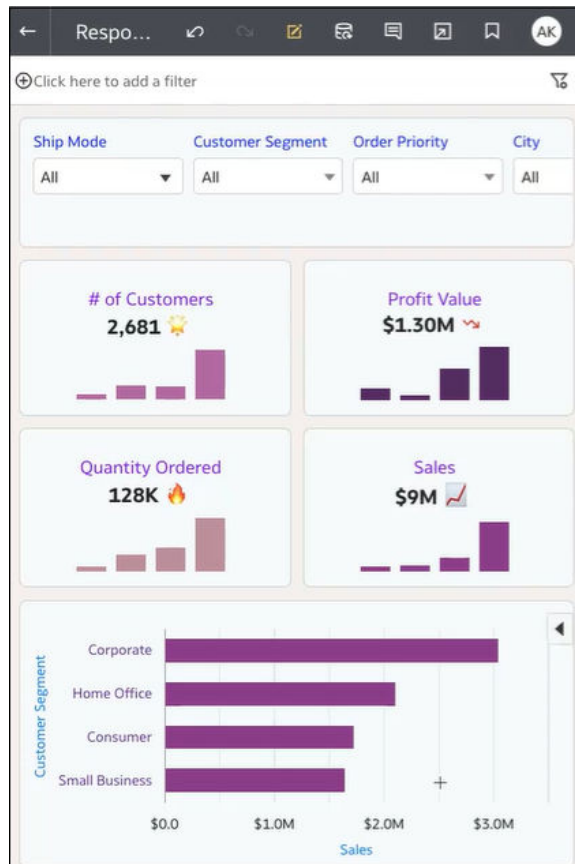 Respo... AK
Click here to add a filter
Ship Mode Customer Segment Order Priority City
All All All All
# of Customers
2,681
Profit Value
$1.30M
Quantity Ordered
128K
Sales
$9M
Customer Segment
Corporate
Home Office
Consumer
Small Business
$0.0 $1.0M $2.0M $3.0M
Sales